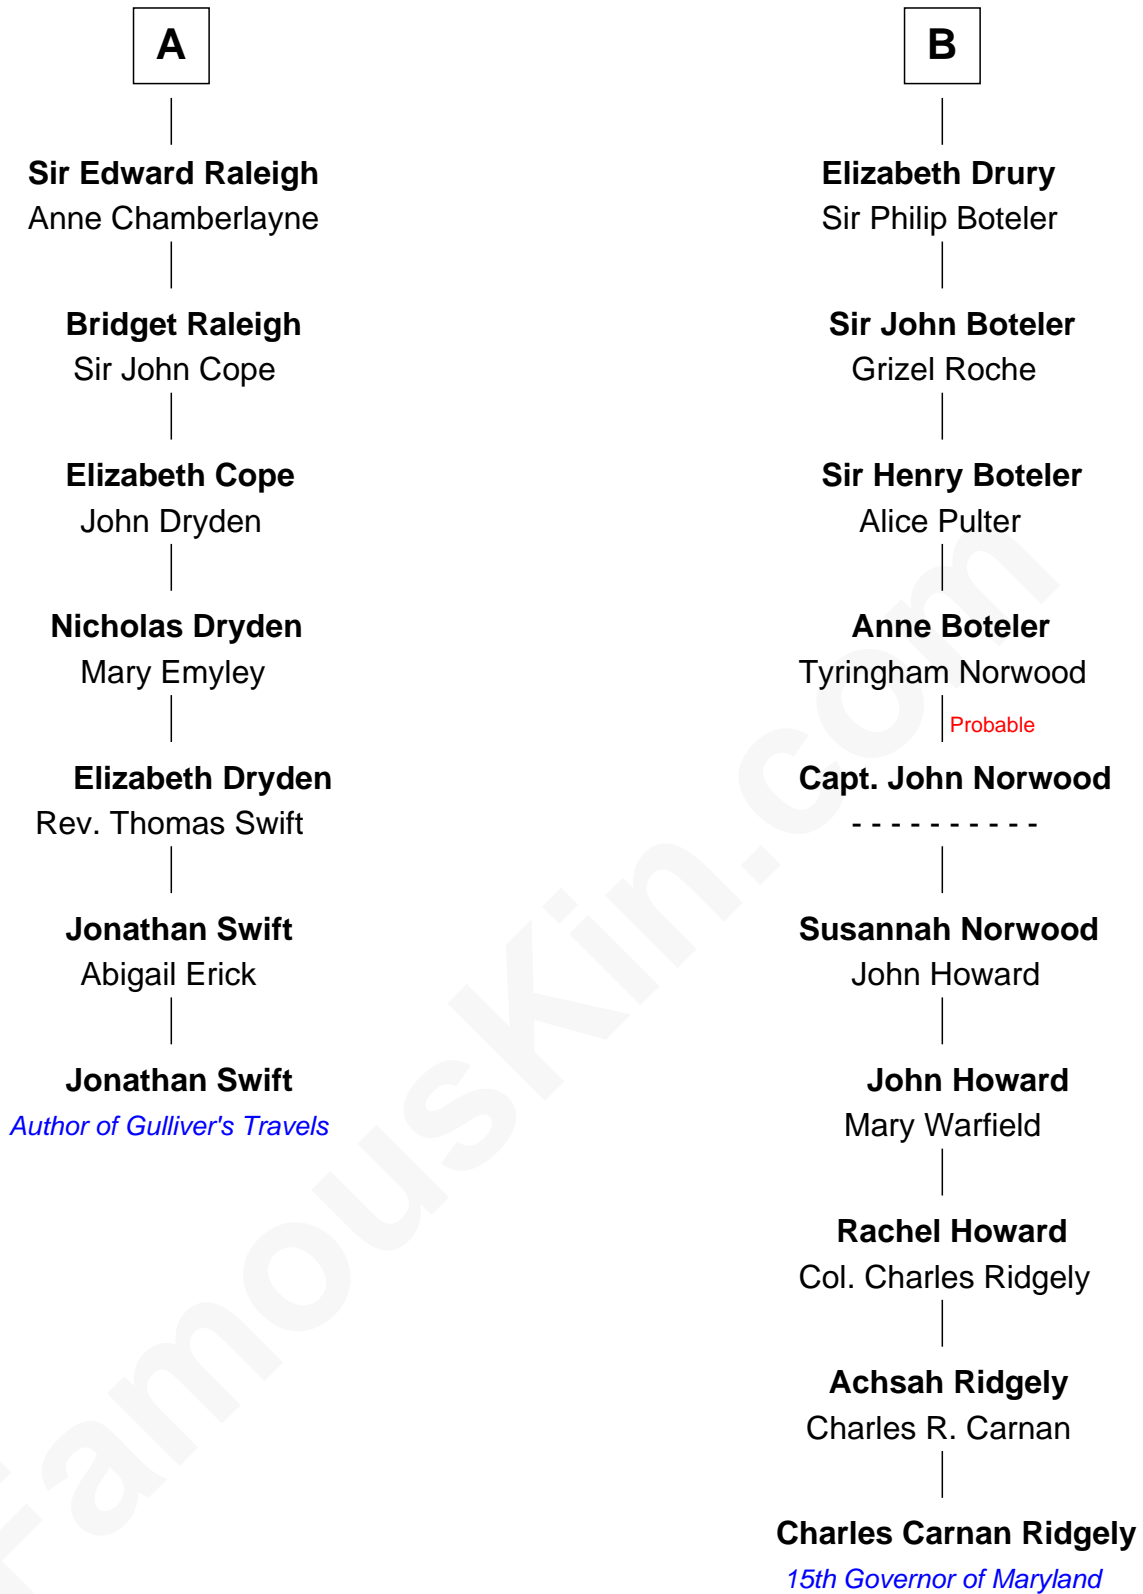 A
Sir Edward Raleigh
Anne Chamberlayne
Bridget Raleigh
Sir John Cope
Elizabeth Cope
John Dryden
Nicholas Dryden
Mary Emyley
Elizabeth Dryden
Rev. Thomas Swift
Jonathan Swift
Abigail Erick
Jonathan Swift
Author of Gulliver's Travels
B
Elizabeth Drury
Sir Philip Boteler
Sir John Boteler
Grizel Roche
Sir Henry Boteler
Alice Pulter
Anne Boteler
Tyringham Norwood
Probable
Capt. John Norwood
- - - - - - - - - -
Susannah Norwood
John Howard
John Howard
Mary Warfield
Rachel Howard
Col. Charles Ridgely
Achsah Ridgely
Charles R. Carnan
Charles Carnan Ridgely
15th Governor of Maryland
FamousKin.com